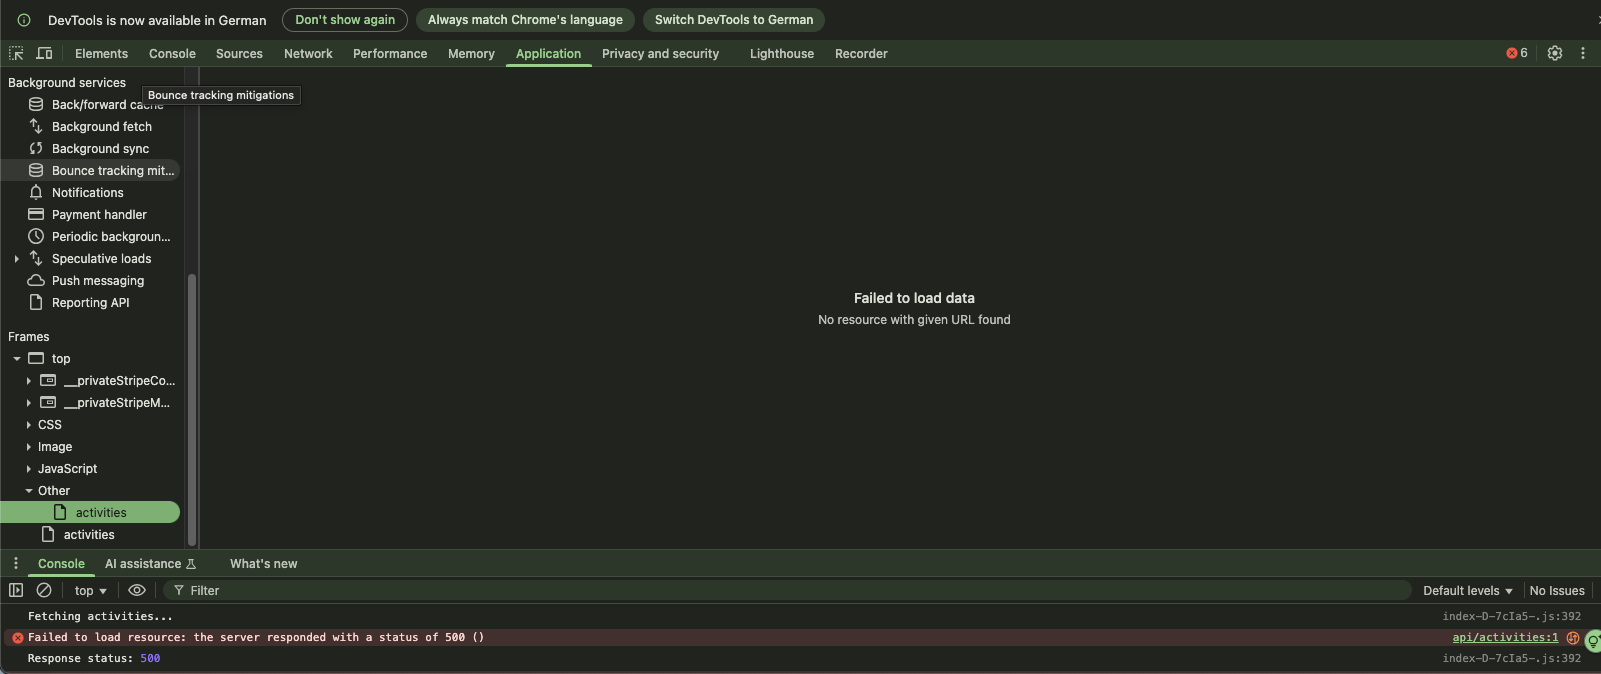 DevTools is now available in German
Don't show again
Always match Chrome's language
Switch DevTools to German
Elements
Console
Sources
Network
Performance
Memory
Application
Privacy and security
Lighthouse
Recorder
6
Background services
Bounce tracking mitigations
Back/forward cache
Background fetch
Background sync
Bounce tracking mit...
Notifications
Payment handler
Periodic backgroun...
Speculative loads
Push messaging
Reporting API
Frames
top
__privateStripeCo...
__privateStripeM...
CSS
Image
JavaScript
Other
activities
activities
Failed to load data
No resource with given URL found
Console
AI assistance
What's new
top
Filter
Default levels
No Issues
Fetching activities...
index-D-7cIa5-.js:392
Failed to load resource: the server responded with a status of 500 ()
api/activities:1
Response status: 500
index-D-7cIa5-.js:392